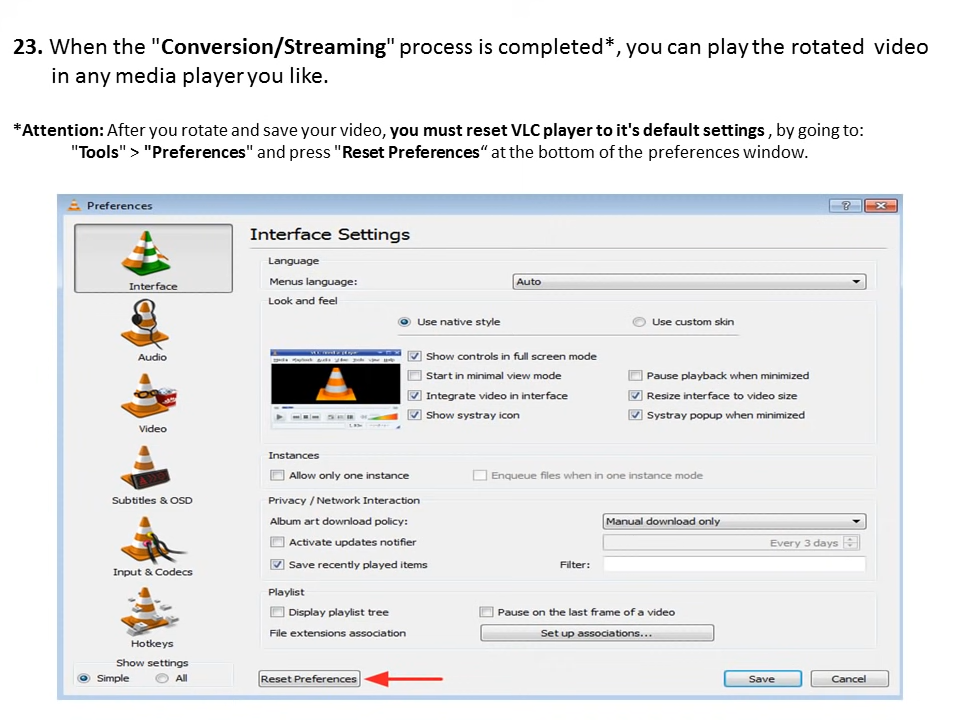 23. When the "Conversion/Streaming" process is completed*, you can play the rotated video
in any media player you like.
*Attention: After you rotate and save your video, you must reset VLC player to it's default settings , by going to:
"Tools" > "Preferences" and press "Reset Preferences“ at the bottom of the preferences window.
Preferences
Interface Settings
Language
Menus language: Auto
Look and feel
Use native style Use custom skin
Show controls in full screen mode
Start in minimal view mode Pause playback when minimized
Integrate video in interface Resize interface to video size
Show systray icon Systray popup when minimized
Instances
Allow only one instance Enqueue files when in one instance mode
Privacy / Network Interaction
Album art download policy: Manual download only
Activate updates notifier Every 3 days
Save recently played items Filter:
Playlist
Display playlist tree Pause on the last frame of a video
File extensions association Set up associations...
Interface
Audio
Video
Subtitles & OSD
Input & Codecs
Hotkeys
Show settings
Simple All
Reset Preferences Save Cancel